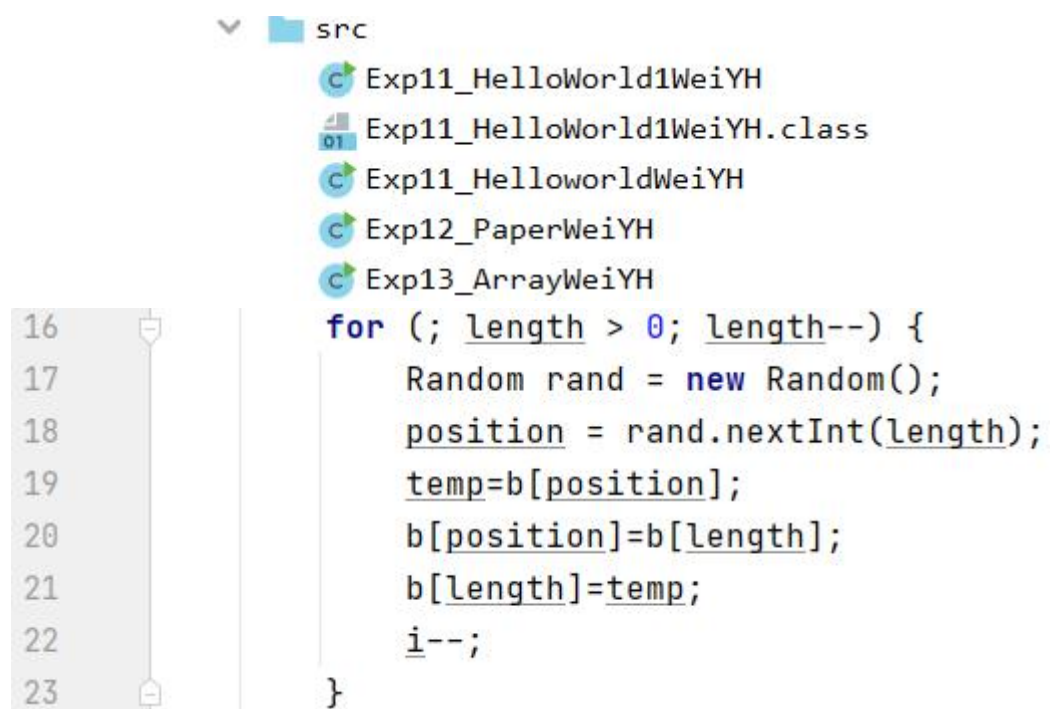 src
Exp11_HelloWorld1WeiYH
01 Exp11_HelloWorld1WeiYH.class
Exp11_HelloworldWeiYH
Exp12_PaperWeiYH
Exp13_ArrayWeiYH
16 for (; length > 0; length--) {
17 Random rand = new Random();
18 position = rand.nextInt(length);
19 temp=b[position];
20 b[position]=b[length];
21 b[length]=temp;
22 i--;
23 }